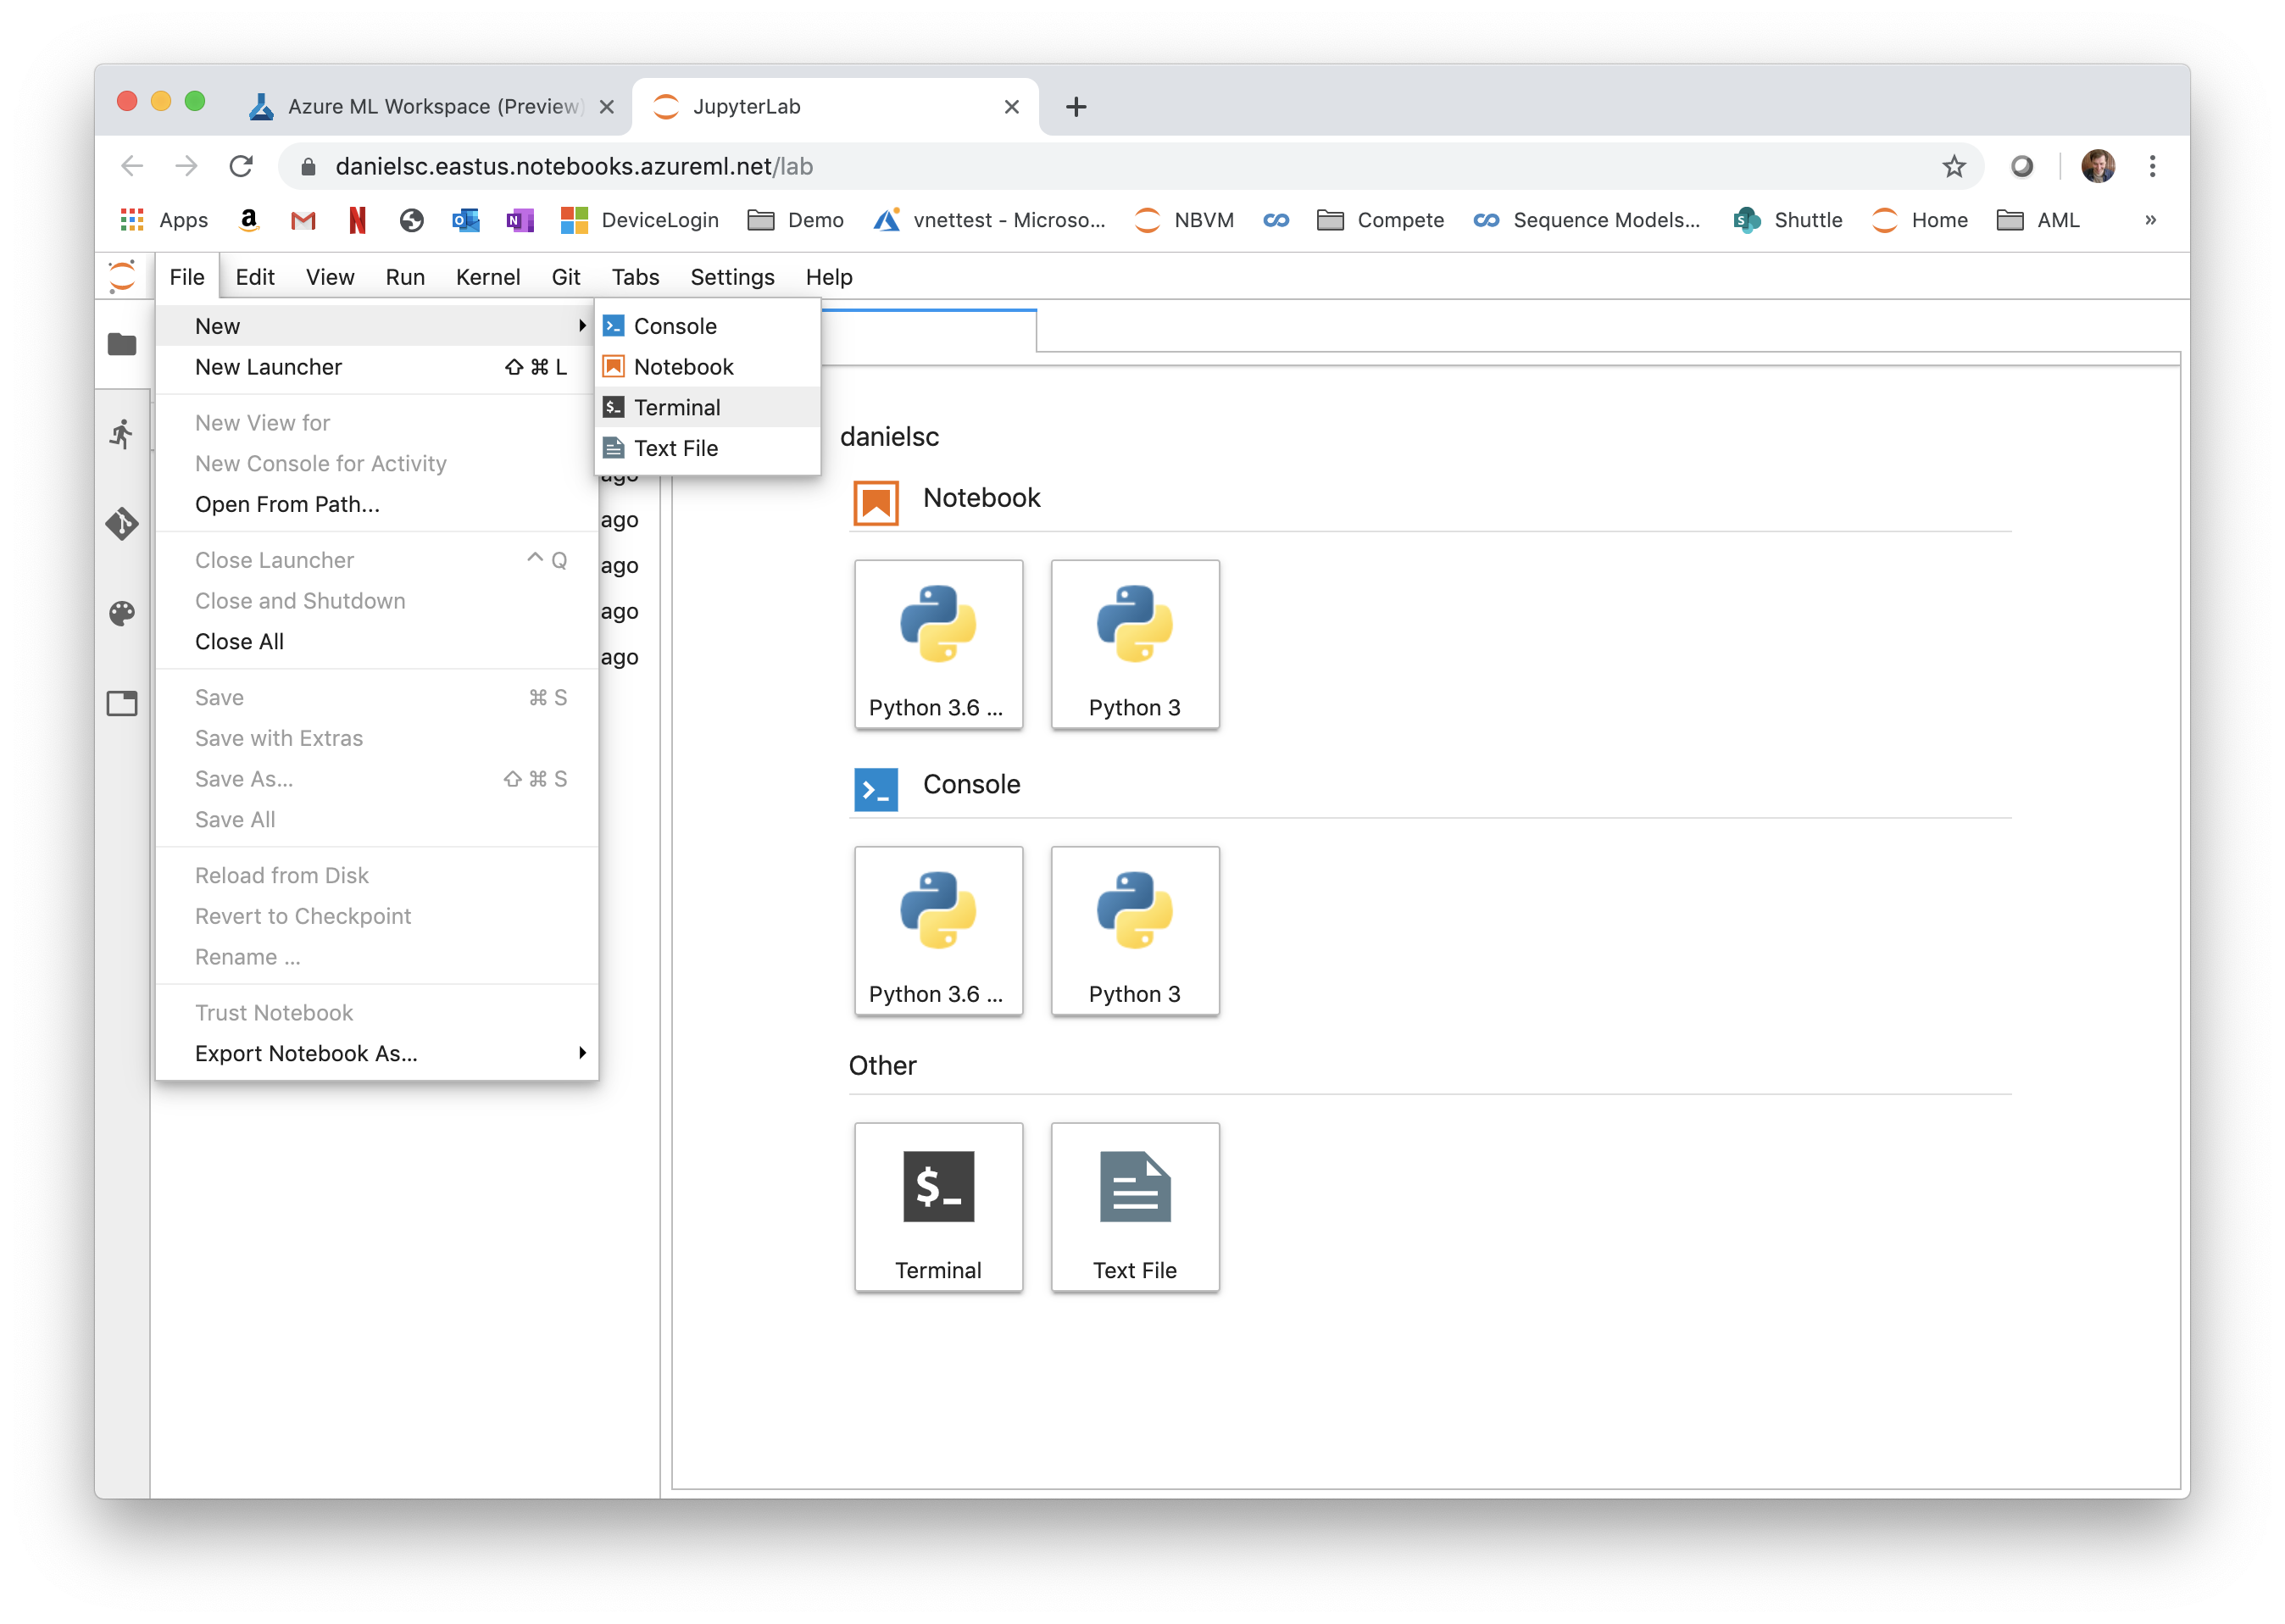 Azure ML Workspace (Preview)
JupyterLab
danielsc.eastus.notebooks.azureml.net/lab
Apps
DeviceLogin
Demo
vnettest - Microso...
NBVM
Compete
Sequence Models...
Shuttle
Home
AML
»
File Edit View Run Kernel Git Tabs Settings Help
New
New Launcher ⇧ ⌘ L
New View for
New Console for Activity
Open From Path...
Close Launcher ^ Q
Close and Shutdown
Close All
Save ⌘ S
Save with Extras
Save As... ⇧ ⌘ S
Save All
Reload from Disk
Revert to Checkpoint
Rename ...
Trust Notebook
Export Notebook As...
Console
Notebook
Terminal
Text File
ago
ago
ago
ago
ago
danielsc
Notebook
Python 3.6 ...
Python 3
Console
Python 3.6 ...
Python 3
Other
$_
Terminal
Text File